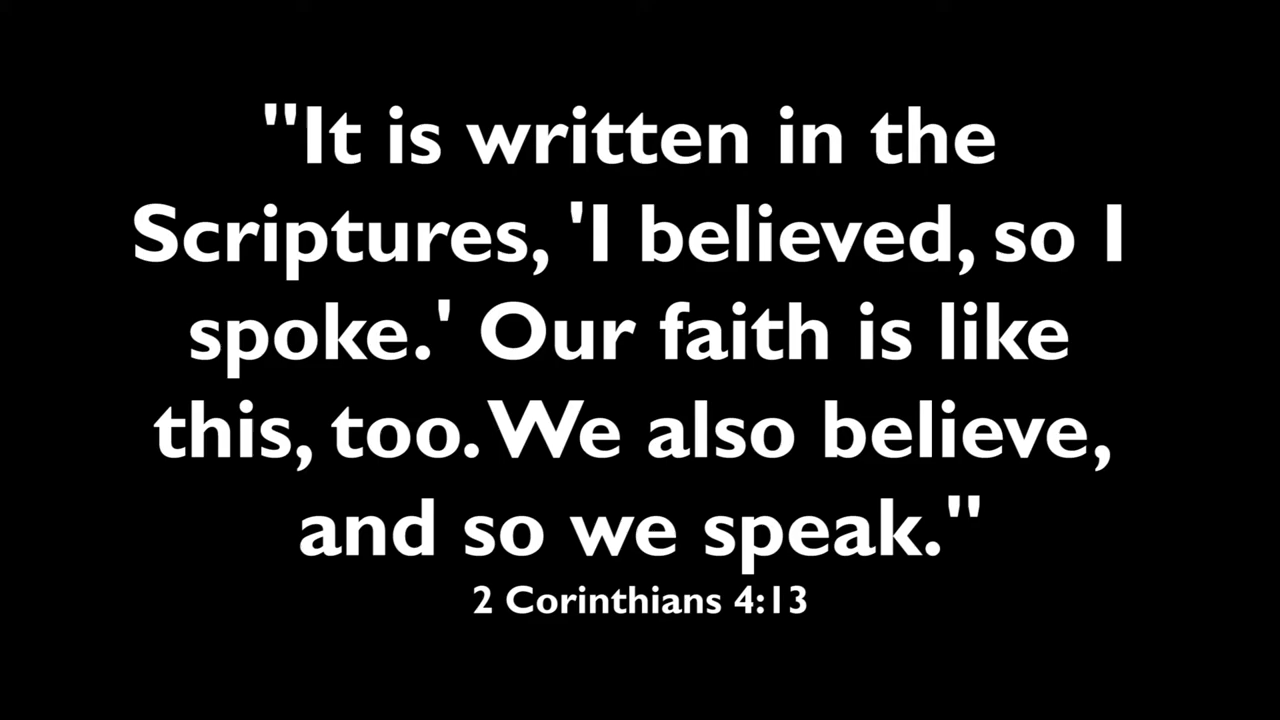 "It is written in the
Scriptures, 'I believed, so I
spoke.' Our faith is like
this, too. We also believe,
and so we speak."
2 Corinthians 4:13